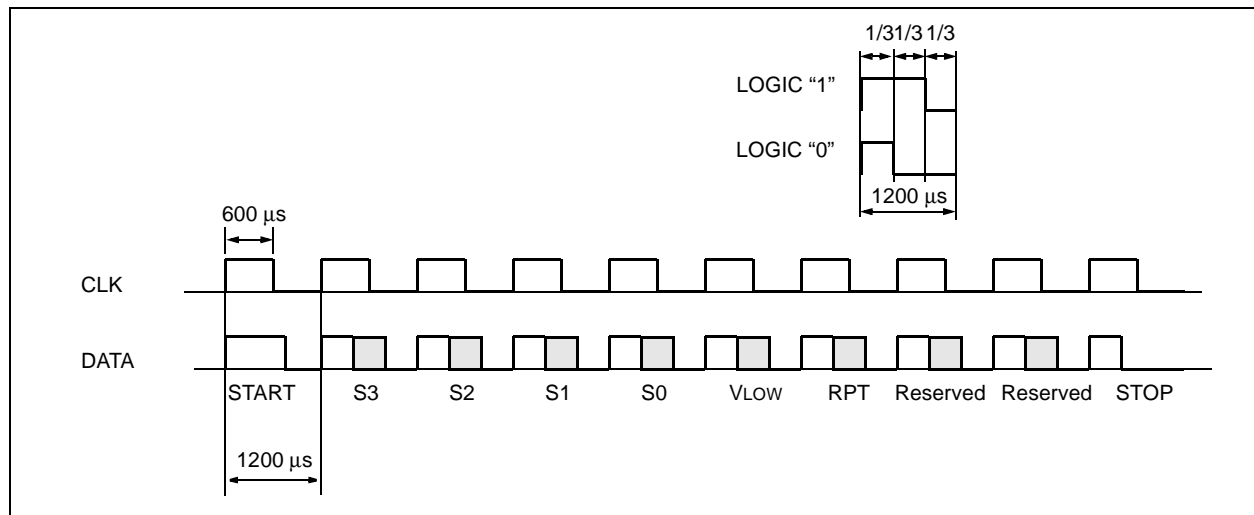 1/3 1/3 1/3
LOGIC “1”
LOGIC “0”
1200 µs
600 µs
CLK
DATA
START S3 S2 S1 S0 VLOW RPT Reserved Reserved STOP
1200 µs